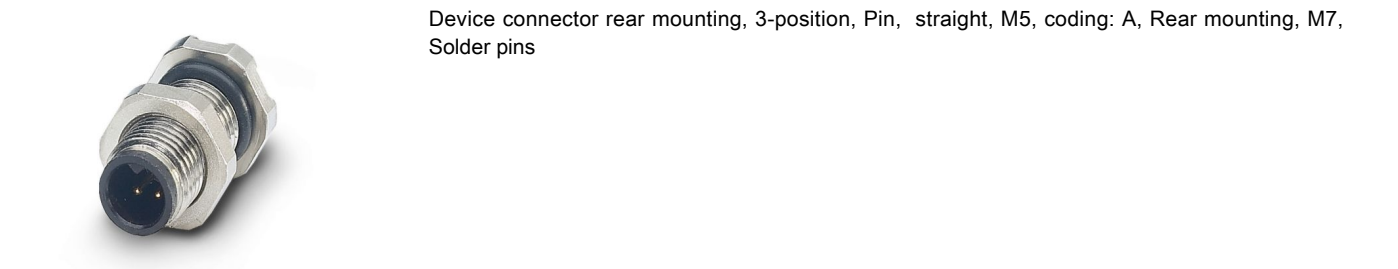 Device connector rear mounting, 3-position, Pin, straight, M5, coding: A, Rear mounting, M7,
Solder pins